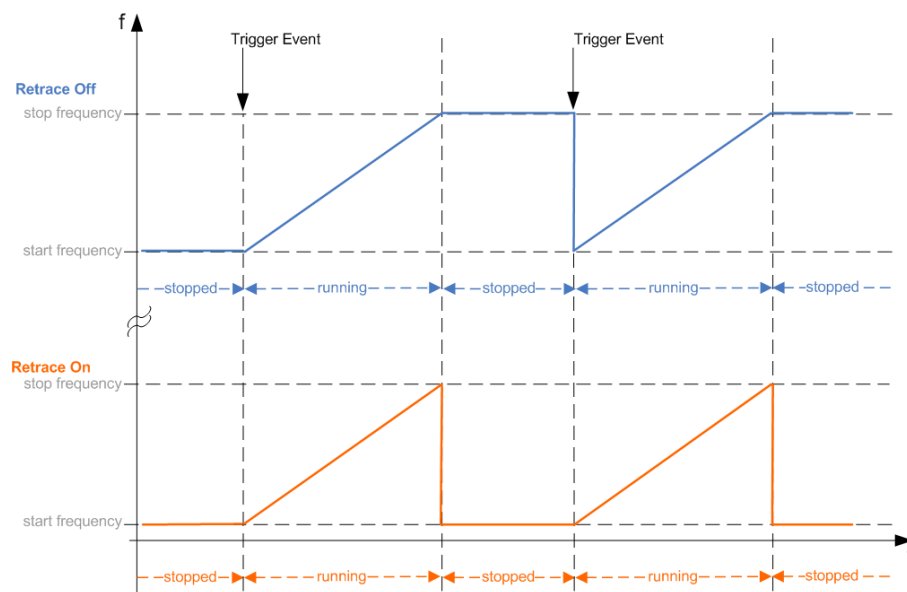 f
Trigger Event
Trigger Event
Retrace Off
stop frequency
start frequency
stopped
running
stopped
running
stopped
Retrace On
stop frequency
start frequency
stopped
running
stopped
running
stopped